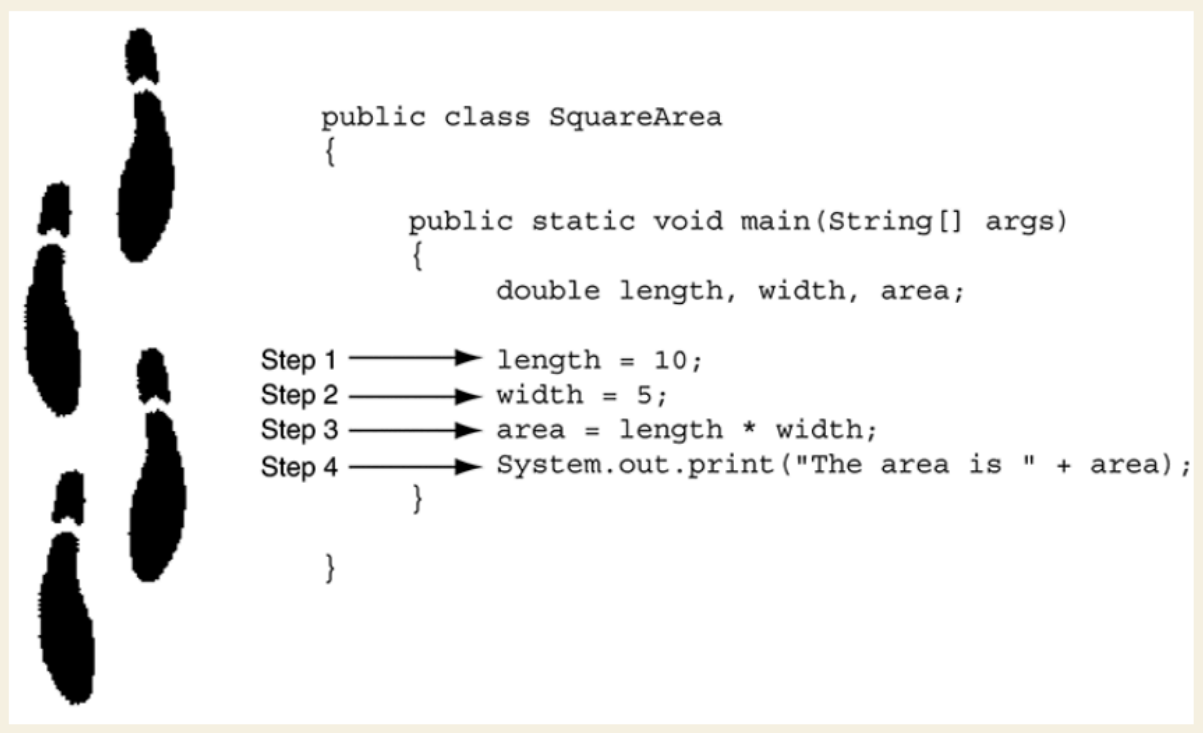 public class SquareArea
{
public static void main(String[] args)
{
double length, width, area;
Step 1 length = 10;
Step 2 width = 5;
Step 3 area = length * width;
Step 4 System.out.print("The area is " + area);
}
}